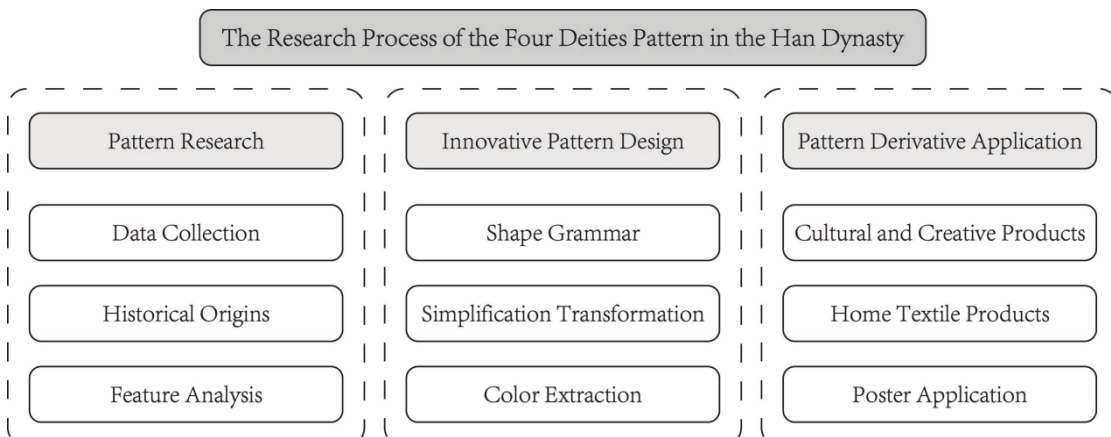 The Research Process of the Four Deities Pattern in the Han Dynasty
Pattern Research
Data Collection
Historical Origins
Feature Analysis
Innovative Pattern Design
Shape Grammar
Simplification Transformation
Color Extraction
Pattern Derivative Application
Cultural and Creative Products
Home Textile Products
Poster Application